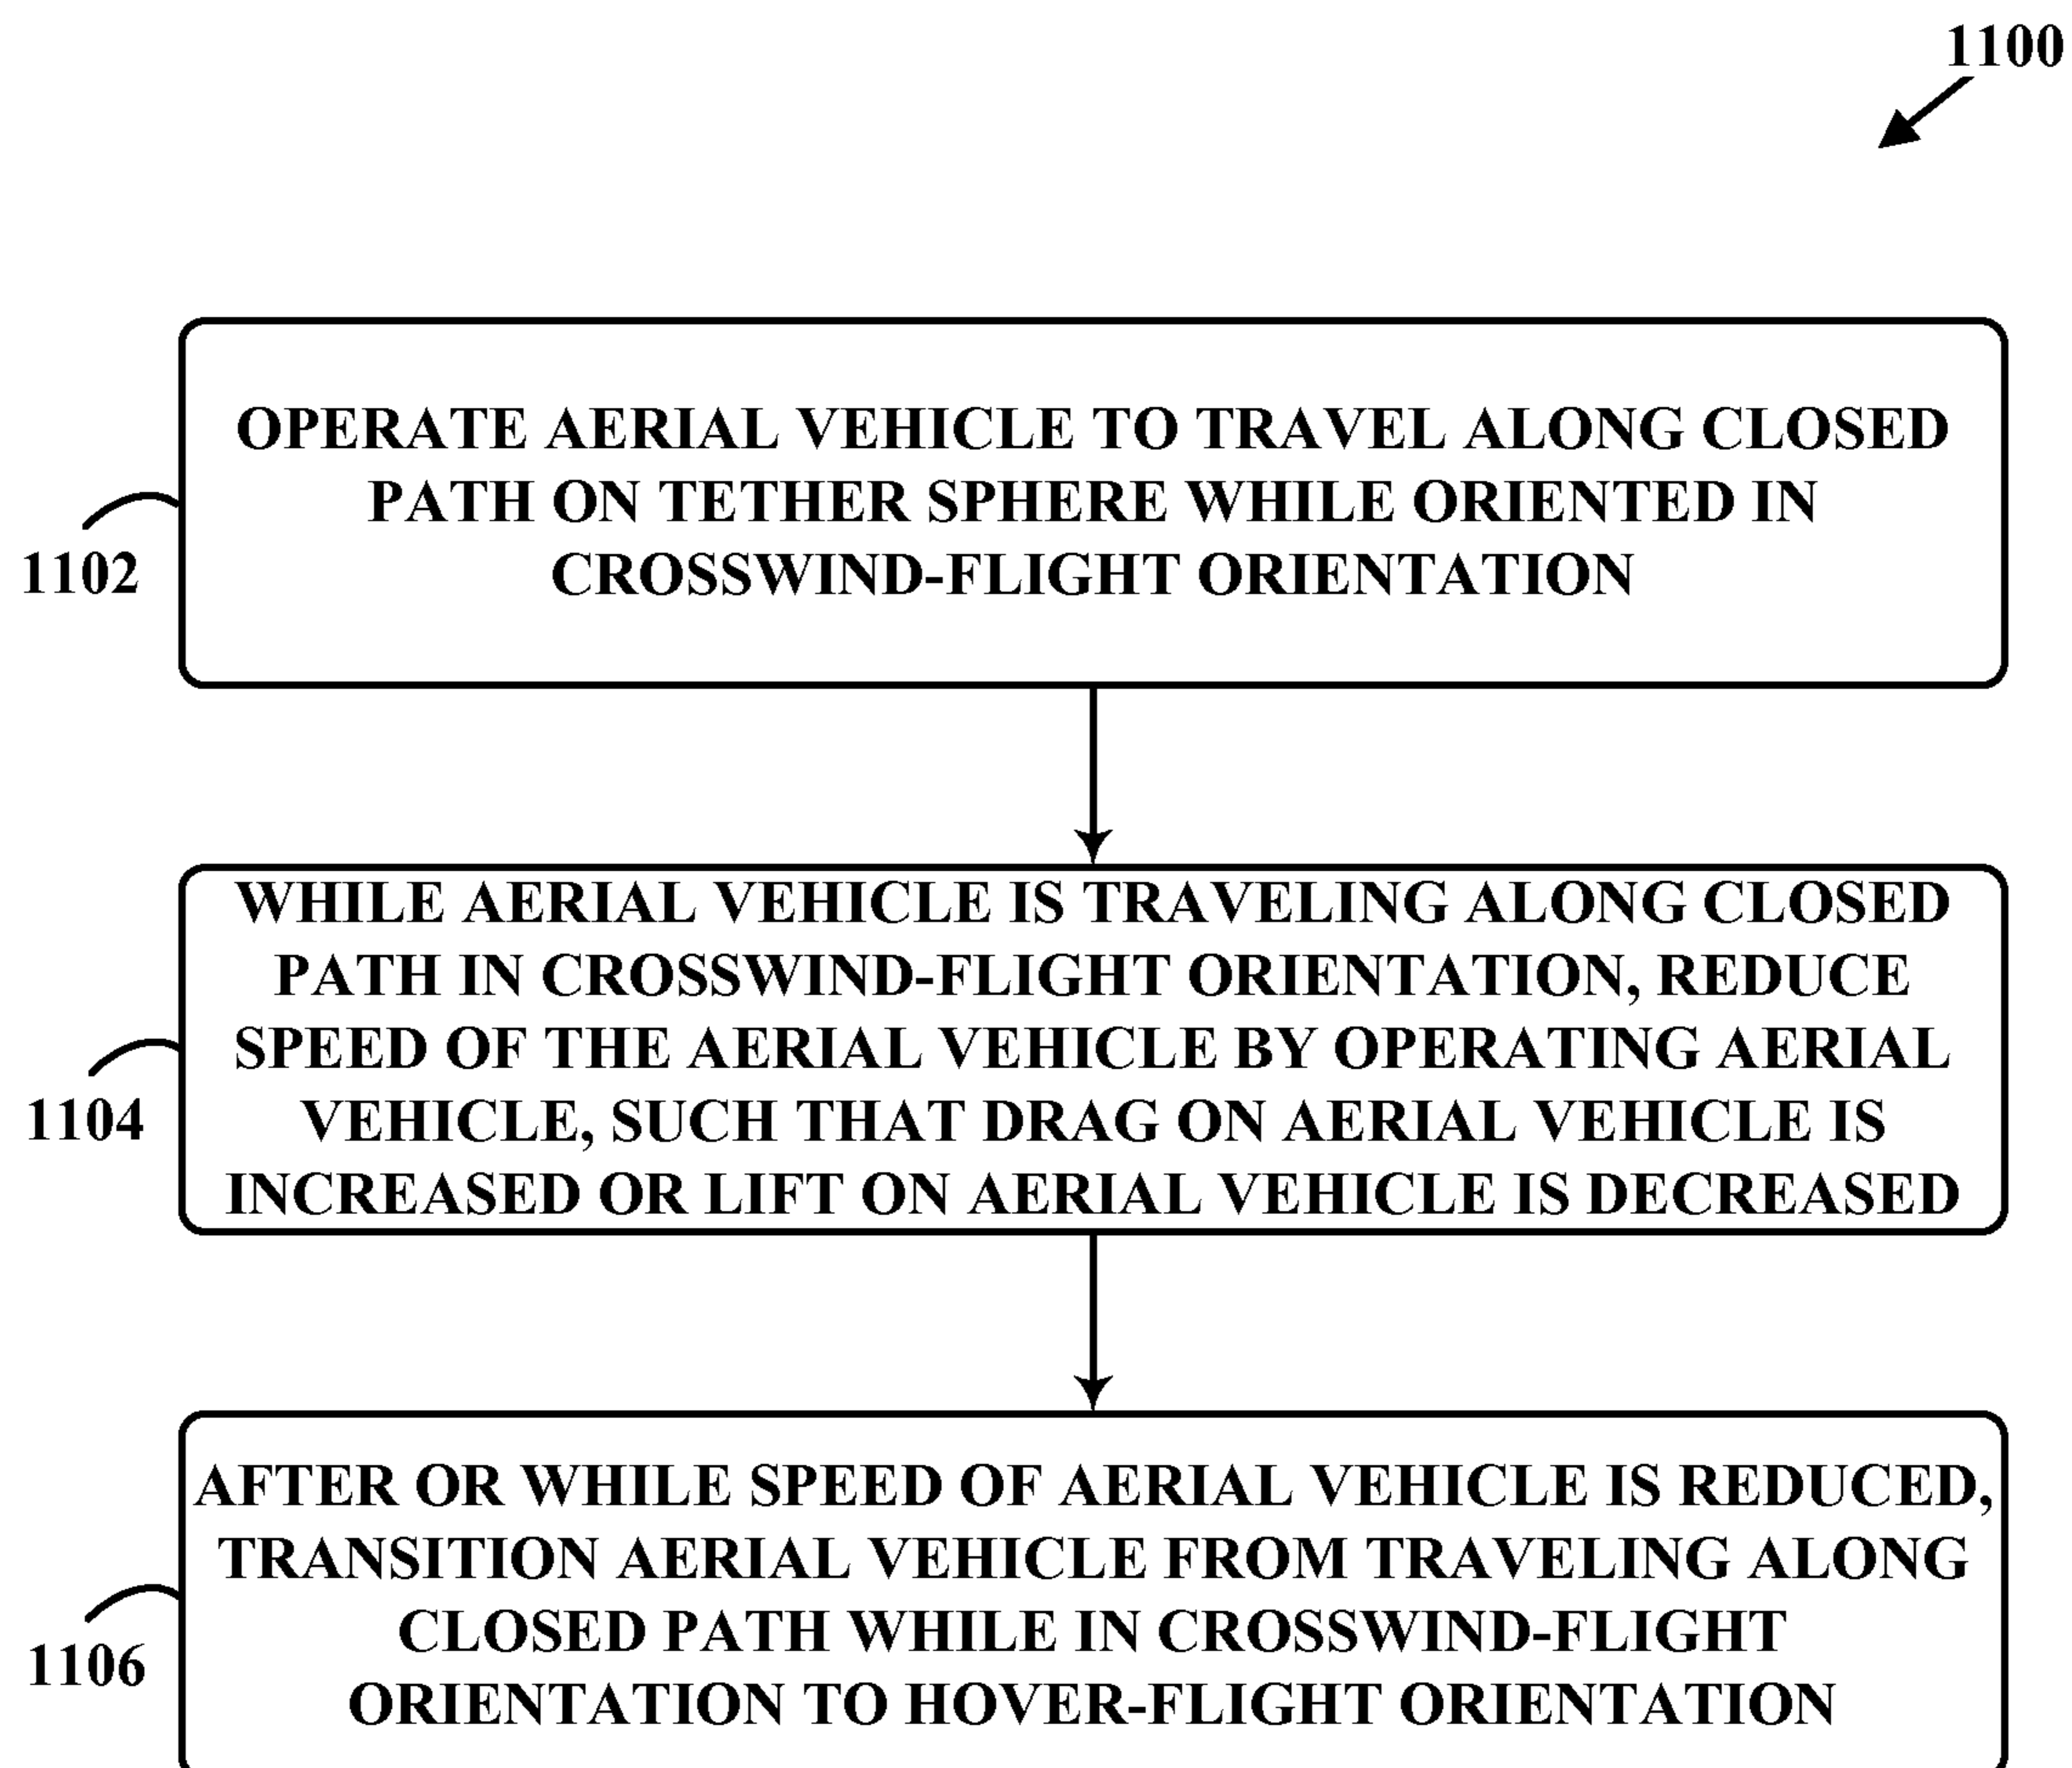 1100
OPERATE AERIAL VEHICLE TO TRAVEL ALONG CLOSED
PATH ON TETHER SPHERE WHILE ORIENTED IN
CROSSWIND-FLIGHT ORIENTATION
1102
WHILE AERIAL VEHICLE IS TRAVELING ALONG CLOSED
PATH IN CROSSWIND-FLIGHT ORIENTATION, REDUCE
SPEED OF THE AERIAL VEHICLE BY OPERATING AERIAL
VEHICLE, SUCH THAT DRAG ON AERIAL VEHICLE IS
INCREASED OR LIFT ON AERIAL VEHICLE IS DECREASED
1104
AFTER OR WHILE SPEED OF AERIAL VEHICLE IS REDUCED,
TRANSITION AERIAL VEHICLE FROM TRAVELING ALONG
CLOSED PATH WHILE IN CROSSWIND-FLIGHT
ORIENTATION TO HOVER-FLIGHT ORIENTATION
1106